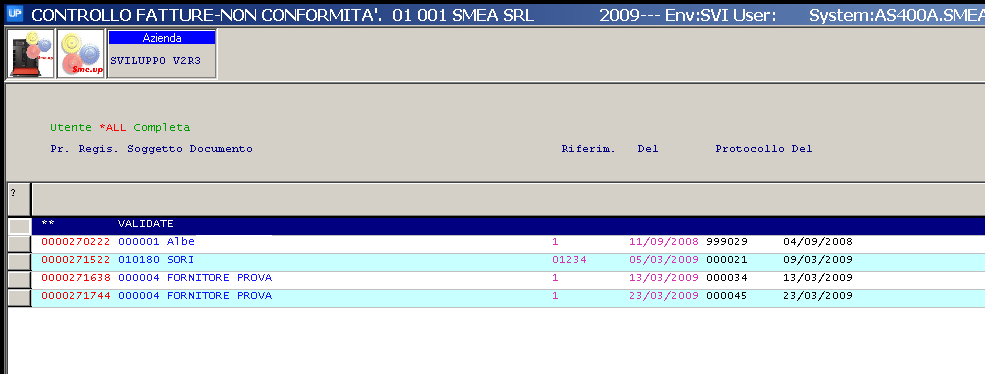 UP CONTROLLO FATTURE-NON CONFORMITA'. 01 001 SMEA SRL 2009--- Env:SVI User: System:AS400A.SMEA
Azienda
Sme.up SVILUPPO V2R3
Utente *ALL Completa
Pr. Regis. Soggetto Documento Riferim. Del Protocollo Del
?
** VALIDATE
0000270222 000001 Albe 1 11/09/2008 999029 04/09/2008
0000271522 010180 SORI 01234 05/03/2009 000021 09/03/2009
0000271638 000004 FORNITORE PROVA 1 13/03/2009 000034 13/03/2009
0000271744 000004 FORNITORE PROVA 1 23/03/2009 000045 23/03/2009